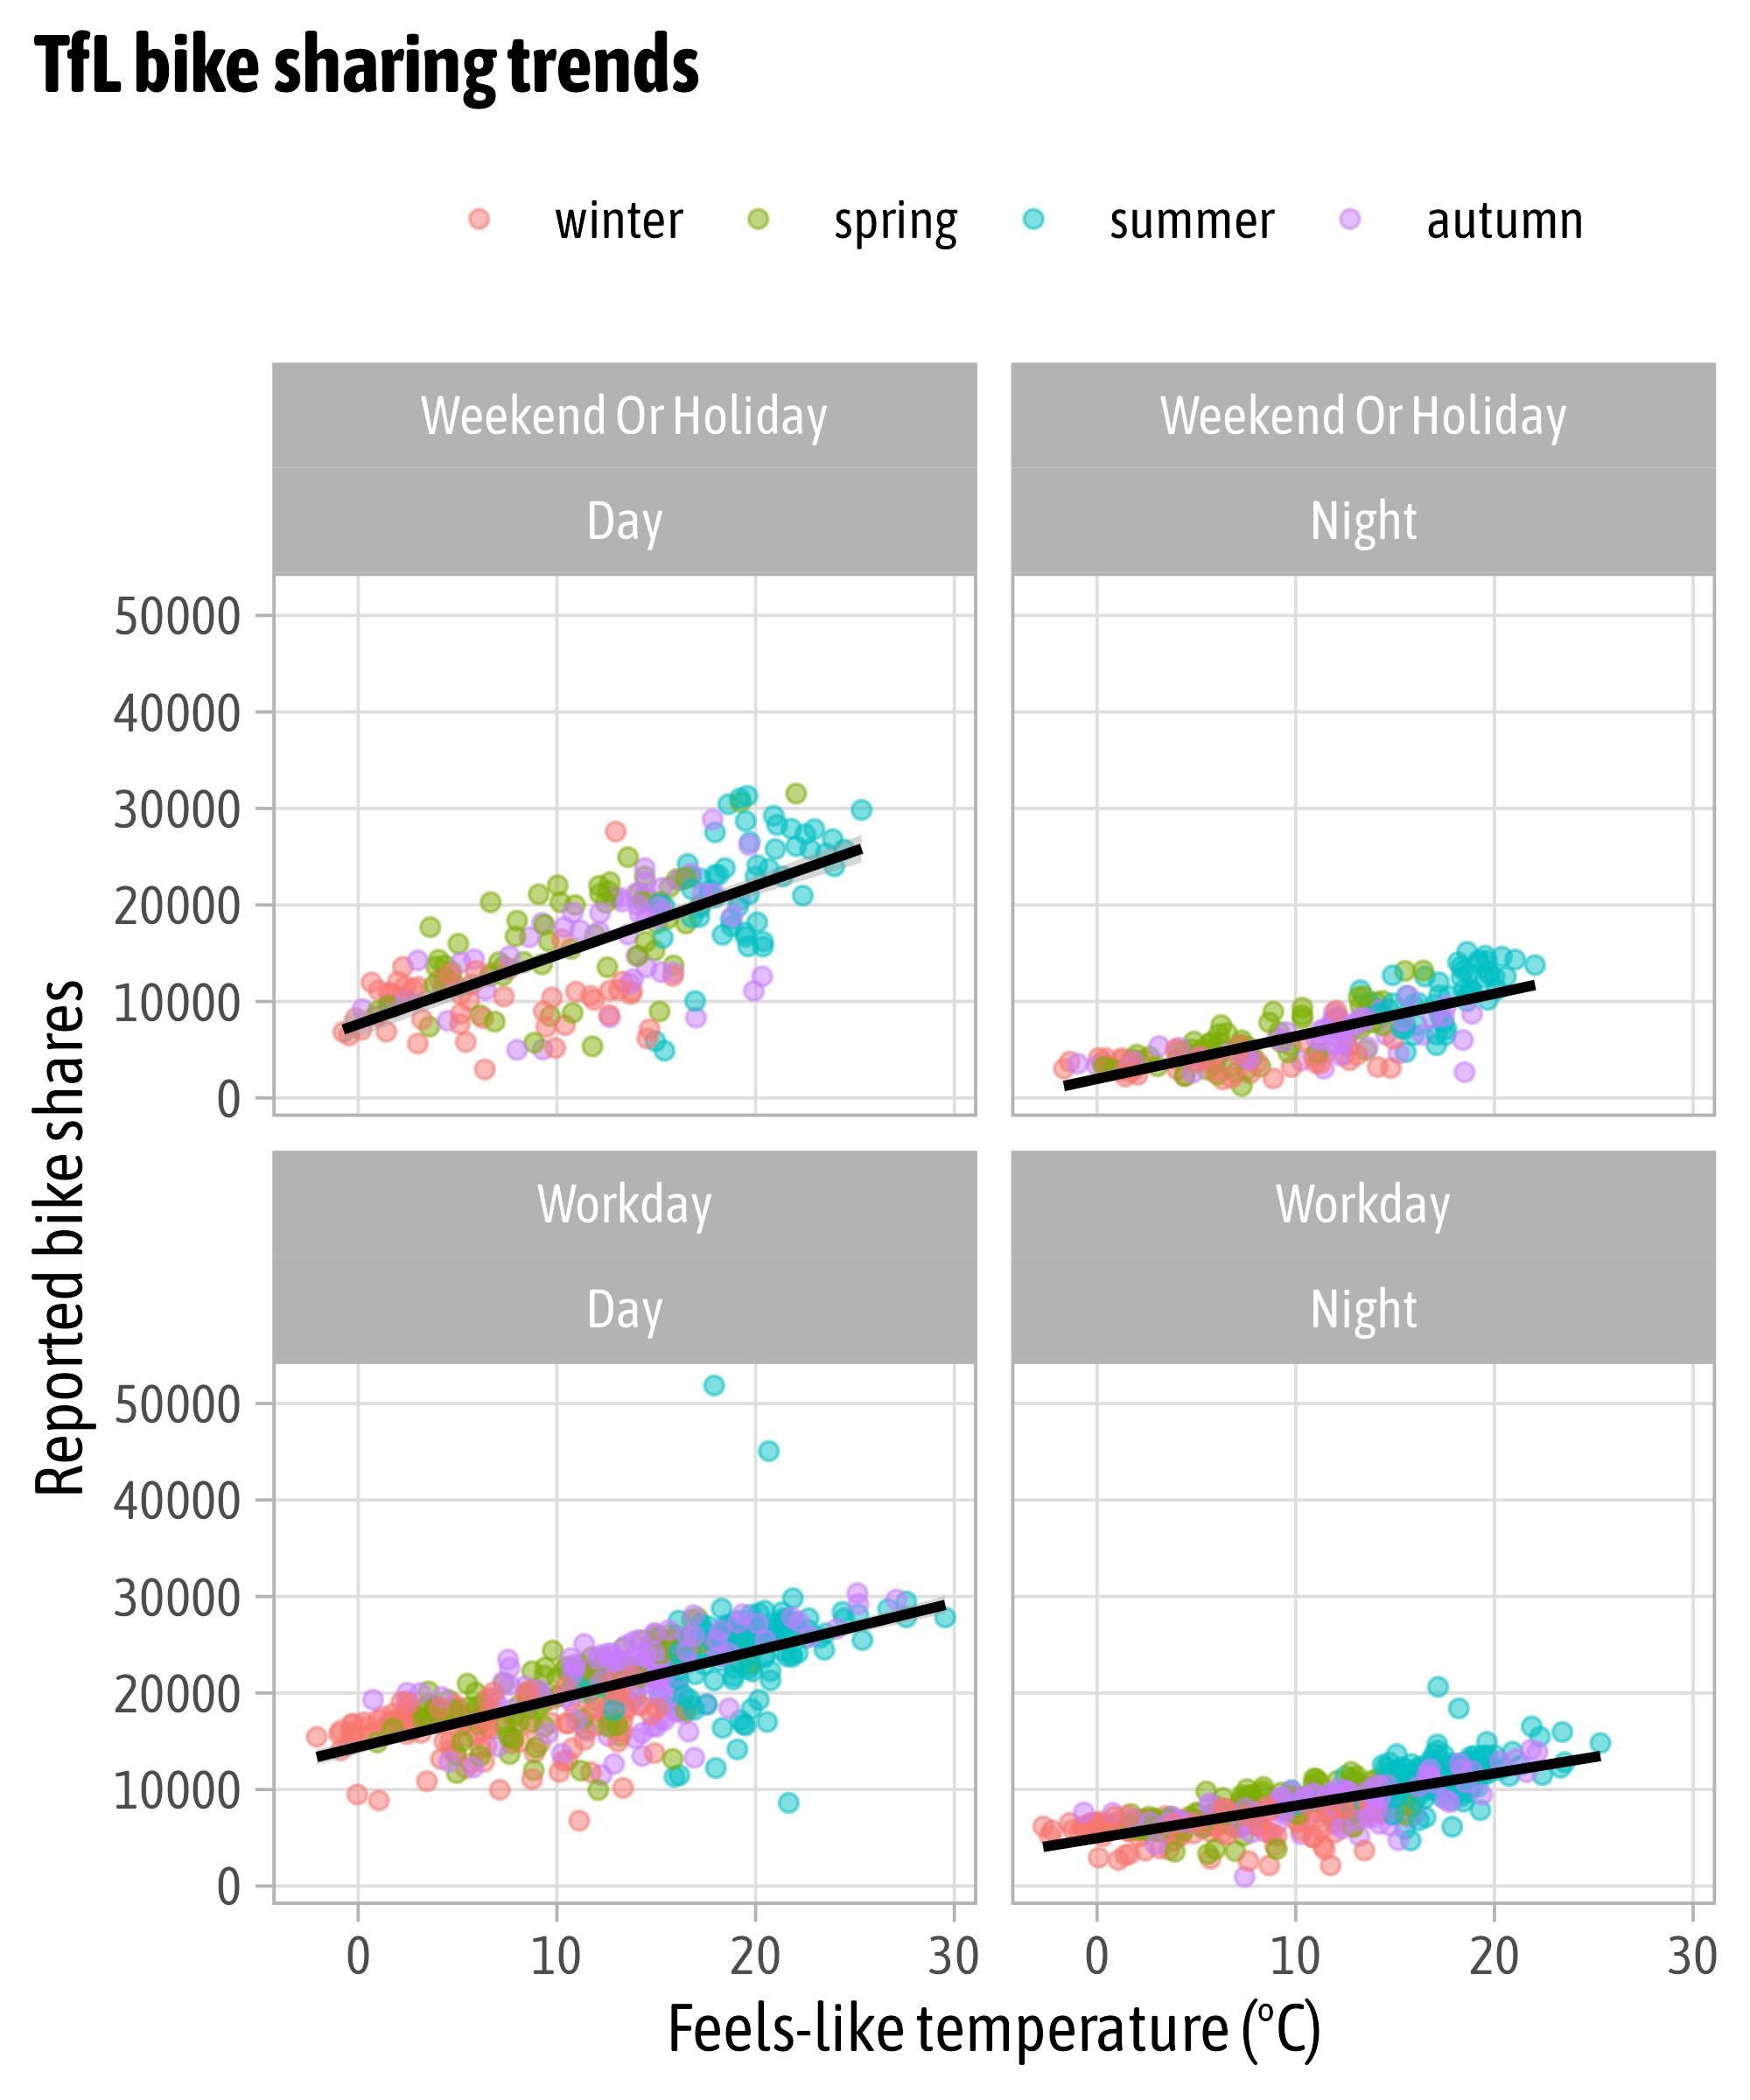 TfL bike sharing trends
winter spring summer autumn
Weekend Or Holiday
Day
Weekend Or Holiday
Night
50000
40000
30000
20000
10000
0
Workday
Day
Workday
Night
50000
40000
30000
20000
10000
0
0 10 20 30
0 10 20 30
Reported bike shares
Feels-like temperature (°C)